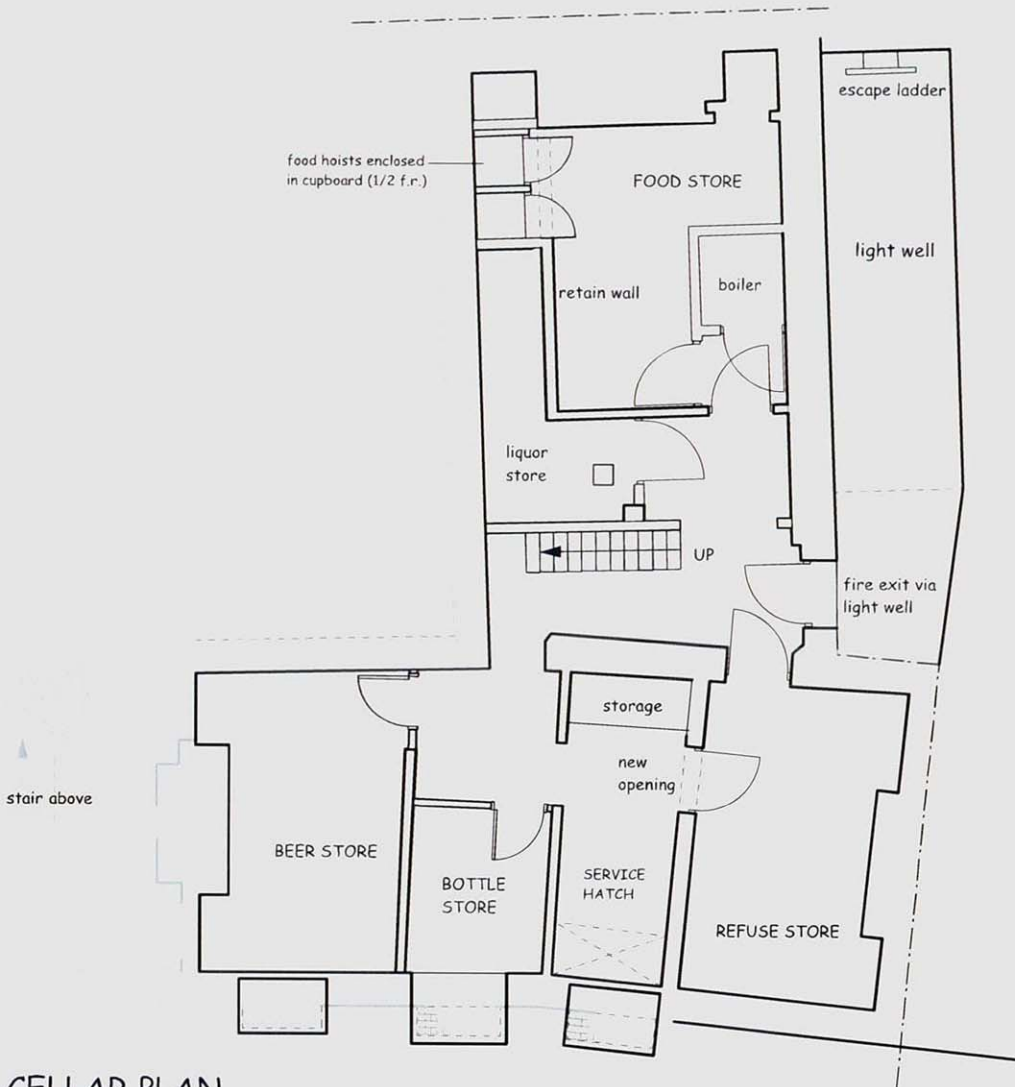 escape ladder
food hoists enclosed
in cupboard (1/2 f.r.)
FOOD STORE
light well
retain wall
boiler
liquor
store
UP
fire exit via
light well
storage
new
opening
stair above
BEER STORE
BOTTLE
STORE
SERVICE
HATCH
REFUSE STORE
CELLAR PLAN